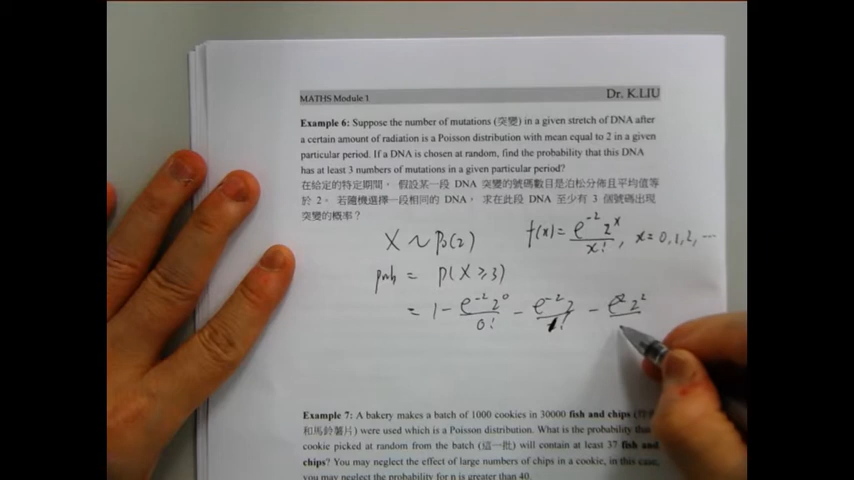 MATHS Module 1 Dr. K.LIU
Example 6: Suppose the number of mutations (突變) in a given stretch of DNA after
a certain amount of radiation is a Poisson distribution with mean equal to 2 in a given
particular period. If a DNA is chosen at random, find the probability that this DNA
has at least 3 numbers of mutations in a given particular period?
在給定的特定期間，假設某一段 DNA 突變的號碼數目是泊松分佈且平均值等
於 2。若隨機選擇一段相同的 DNA，求在此段 DNA 至少有 3 個號碼出現
突變的概率？
X ~ Po(2) f(x) = e^-2 2^x / x! , x = 0, 1, 2, ...
prob = P(X ≥ 3)
= 1 - e^-2 2^0 / 0! - e^-2 2 / 1! - e^-2 2^2
Example 7: A bakery makes a batch of 1000 cookies in 30000 fish and chips
和馬鈴薯片) were used which is a Poisson distribution. What is the probability that
cookie picked at random from the batch (這一批) will contain at least 37 fish and
chips? You may neglect the effect of large numbers of chips in a cookie, in this case,
you may neglect the probability for n is greater than 40